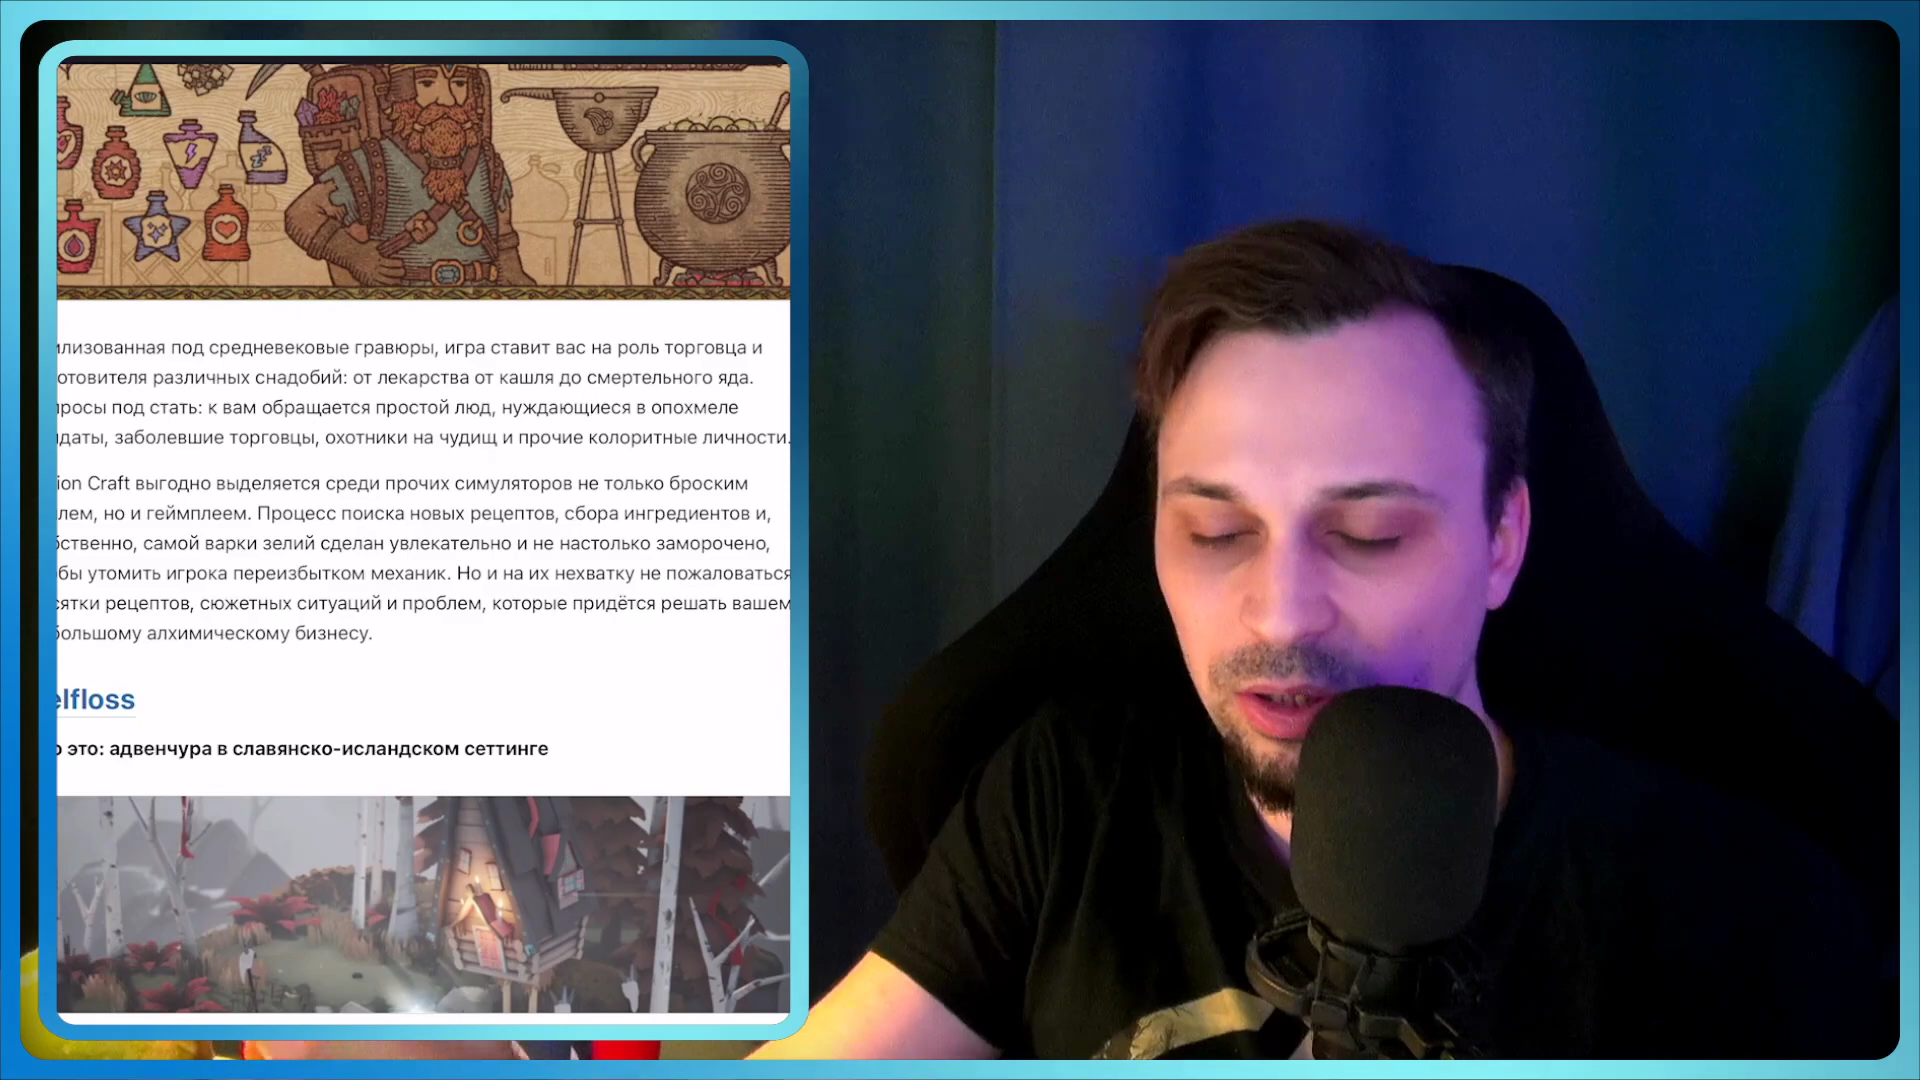 илизованная под средневековые гравюры, игра ставит вас на роль торговца и
отовителя различных снадобий: от лекарства от кашля до смертельного яда.
просы под стать: к вам обращается простой люд, нуждающиеся в опохмеле
даты, заболевшие торговцы, охотники на чудищ и прочие колоритные личности.
ion Craft выгодно выделяется среди прочих симуляторов не только броским
лем, но и геймплеем. Процесс поиска новых рецептов, сбора ингредиентов и,
бственно, самой варки зелий сделан увлекательно и не настолько заморочено,
бы утомить игрока переизбытком механик. Но и на их нехватку не пожаловаться
сятки рецептов, сюжетных ситуаций и проблем, которые придётся решать вашем
большому алхимическому бизнесу.
elfloss
о это: адвенчура в славянско-исландском сеттинге